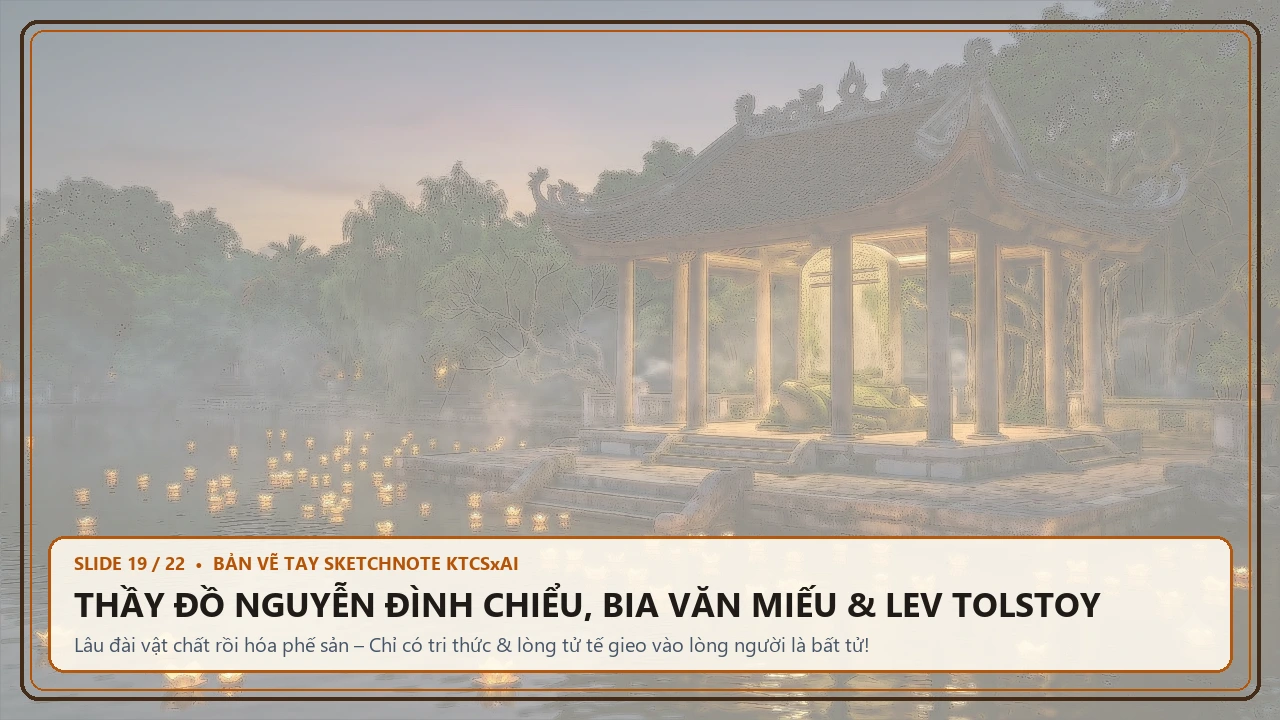 SLIDE 19 / 22 • BẢN VẼ TAY SKETCHNOTE KTCSxAI
THẦY ĐỒ NGUYỄN ĐÌNH CHIỂU, BIA VĂN MIẾU & LEV TOLSTOY
Lâu đài vật chất rồi hóa phế sản – Chỉ có tri thức & lòng tử tế gieo vào lòng người là bất tử!